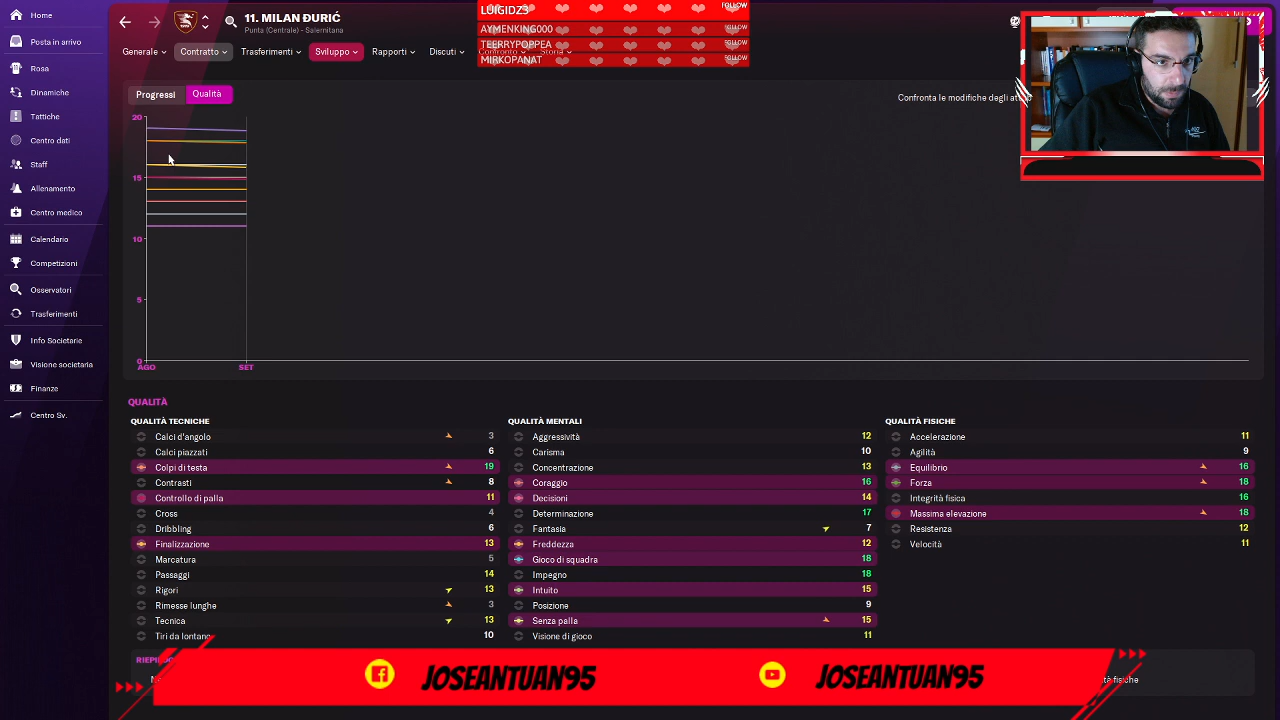 Home
Posta in arrivo
Rosa
Dinamiche
Tattiche
Centro dati
Staff
Allenamento
Centro medico
Calendario
Competizioni
Osservatori
Trasferimenti
Info Societarie
Visione societaria
Finanze
Centro Sv.
11. MILAN ĐURIĆ
Punta (Centrale) - Salernitana
Generale
Contratto
Trasferimenti
Sviluppo
Rapporti
Discuti
LUIGIDZ3 FOLLOW
AYMENKING000 FOLLOW
TEERRYPOPPEA FOLLOW
MIRKOPANAT FOLLOW
Progressi
Qualità
Confronta le modifiche degli
20
15
10
5
0
AGO
SET
QUALITÀ
QUALITÀ TECNICHE
Calci d'angolo 3
Calci piazzati 6
Colpi di testa 19
Contrasti 8
Controllo di palla 11
Cross 4
Dribbling 6
Finalizzazione 13
Marcatura 5
Passaggi 14
Rigori 13
Rimesse lunghe 3
Tecnica 13
Tiri da lontano 10
QUALITÀ MENTALI
Aggressività 12
Carisma 10
Concentrazione 13
Coraggio 16
Decisioni 14
Determinazione 17
Fantasia 7
Freddezza 12
Gioco di squadra 18
Impegno 18
Intuito 15
Posizione 9
Senza palla 15
Visione di gioco 11
QUALITÀ FISICHE
Accelerazione 11
Agilità 9
Equilibrio 16
Forza 18
Integrità fisica 16
Massima elevazione 18
Resistenza 12
Velocità 11
fisiche
JOSEANTUAN95
JOSEANTUAN95